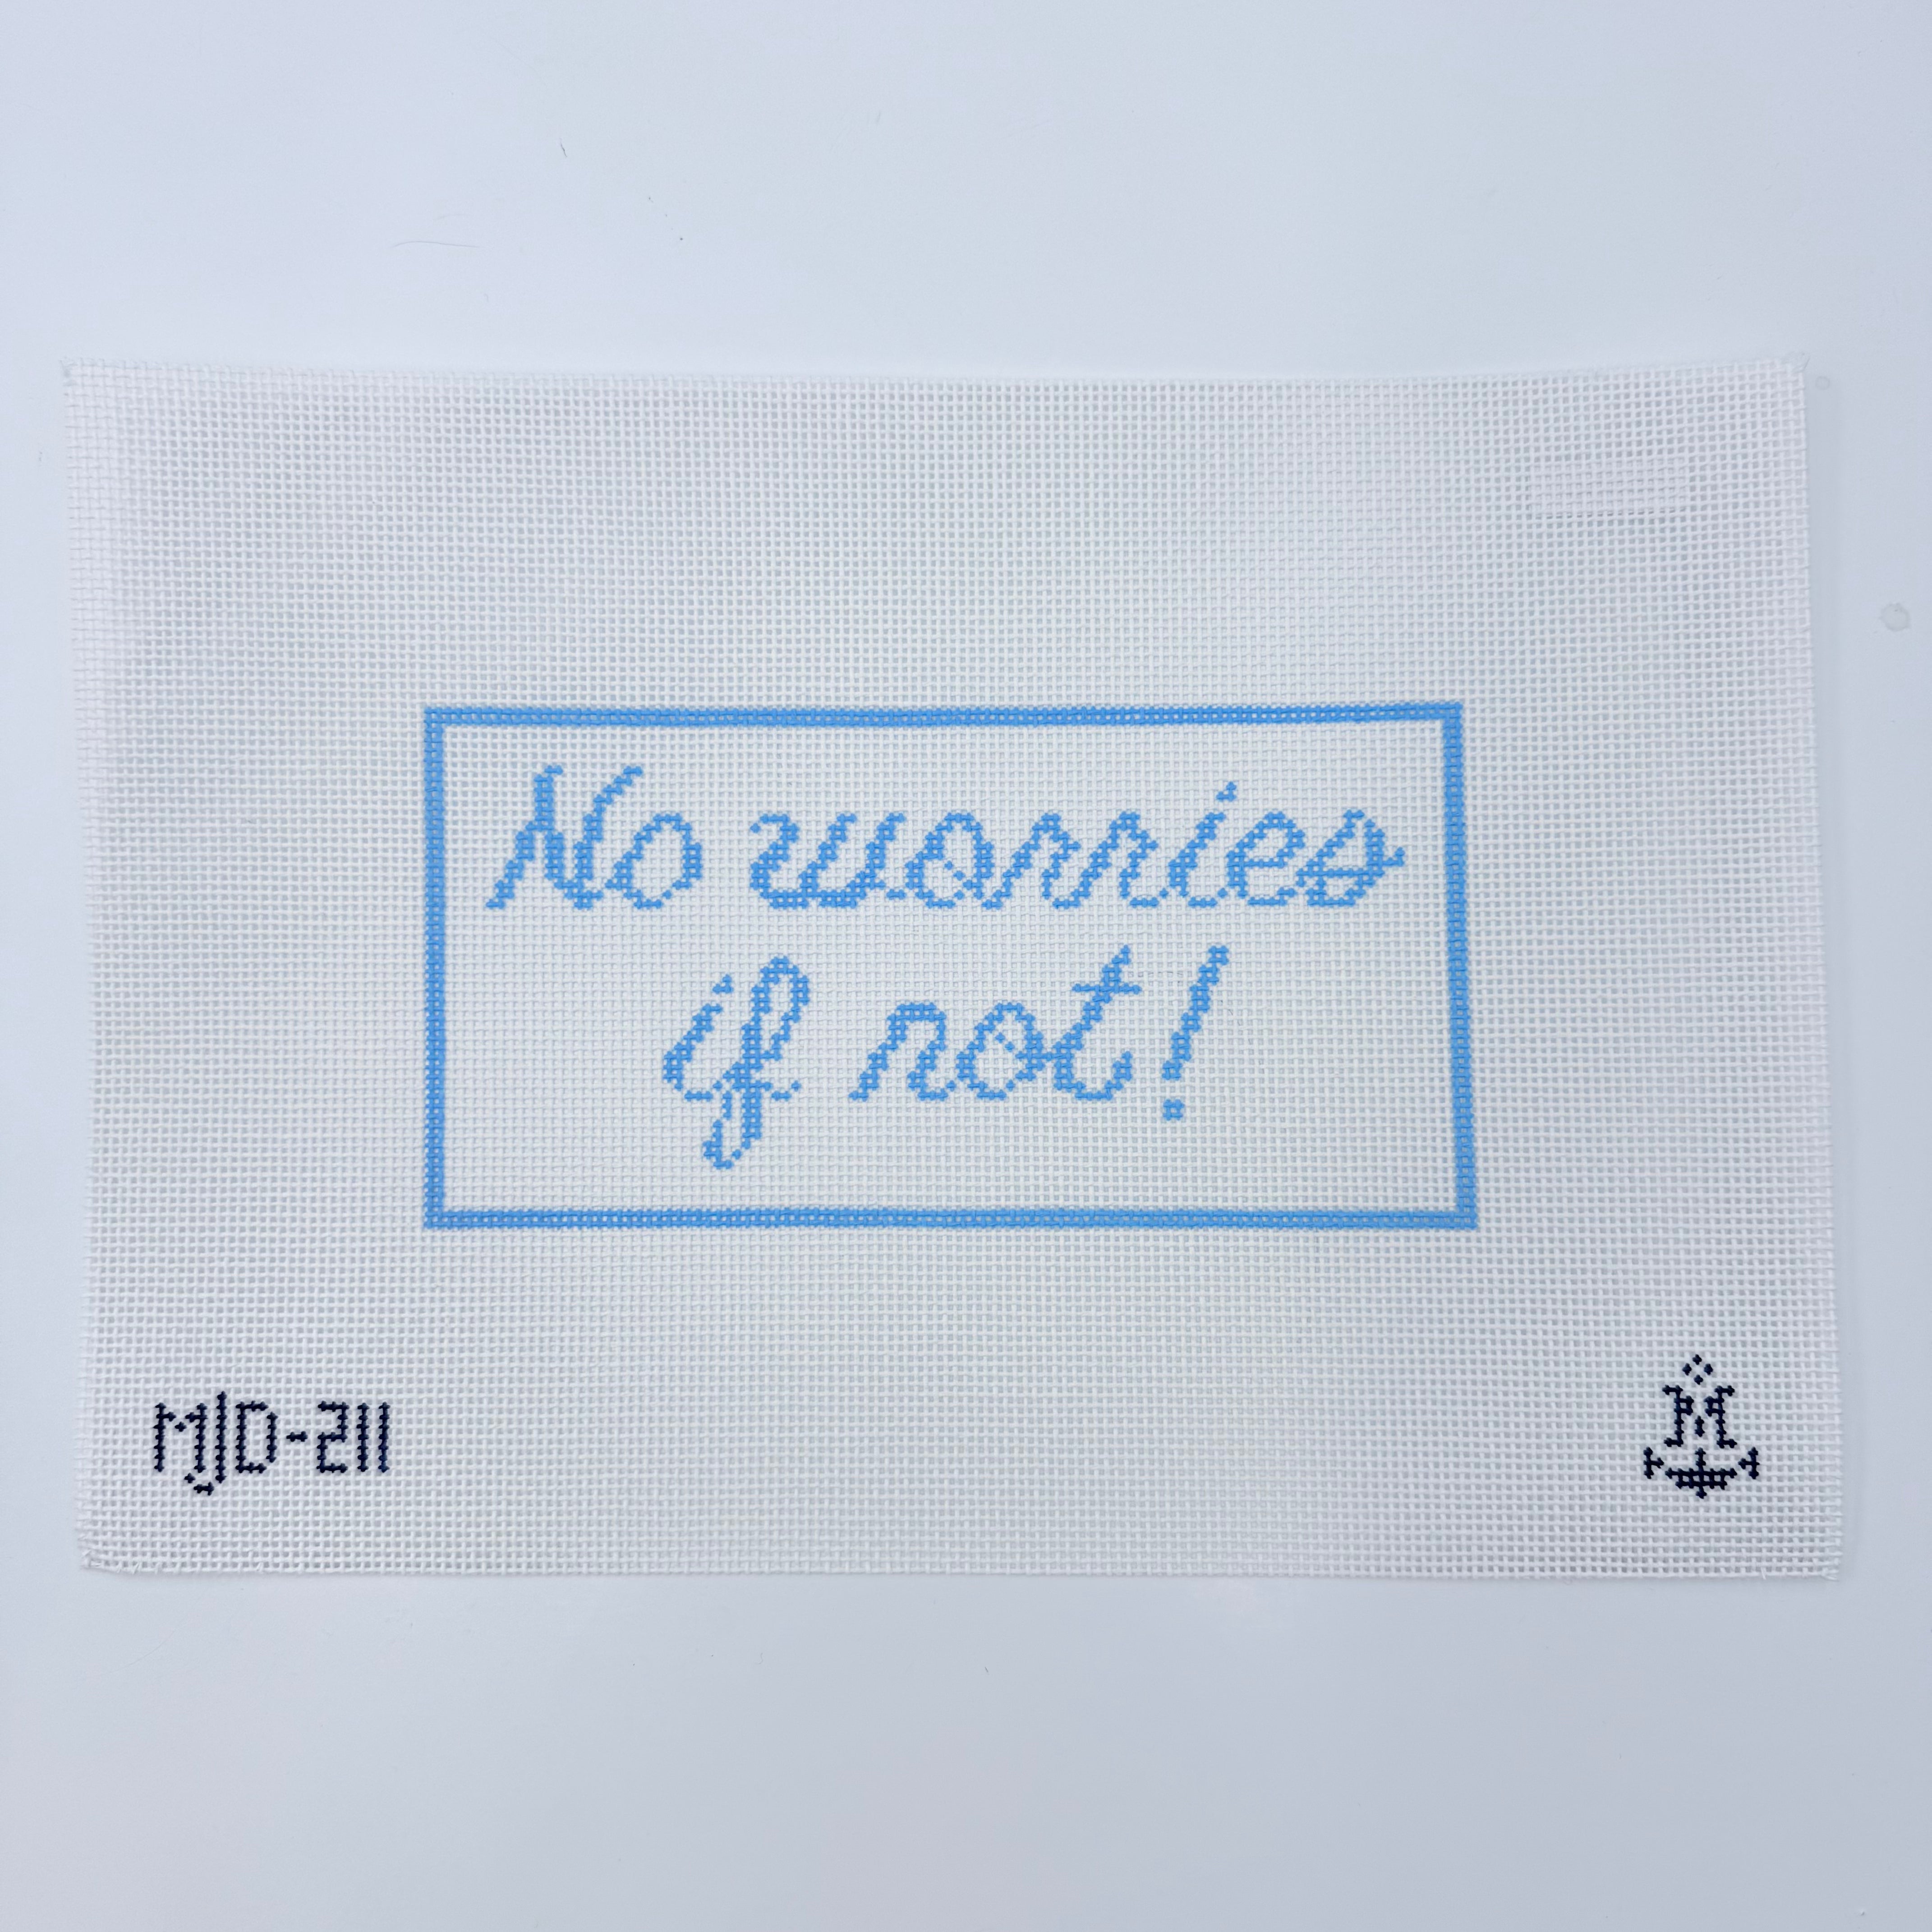 No worries
if not!
MJD-211
M